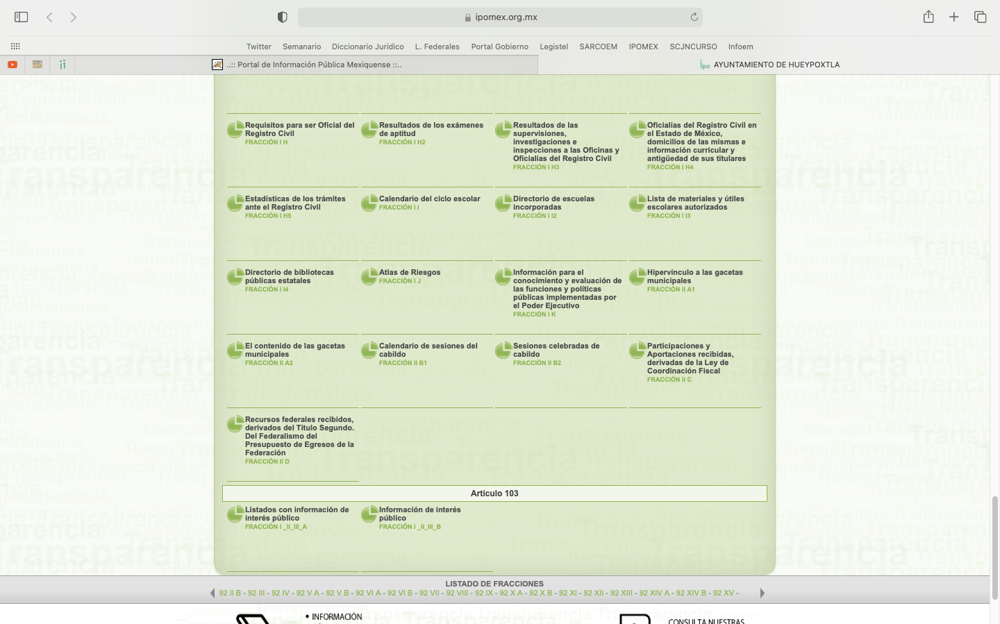 ipomex.org.mx
Twitter Semanario Diccionario Jurídico L. Federales Portal Gobierno Legistel SARCOEM IPOMEX SCJNCURSO Infoem
..:: Portal de Información Pública Mexiquense ::..
ipo AYUNTAMIENTO DE HUEYPOXTLA
Requisitos para ser Oficial del
Registro Civil
FRACCIÓN I H
Resultados de los exámenes
de aptitud
FRACCIÓN I H2
Resultados de las
supervisiones,
investigaciones e
inspecciones a las Oficinas y
Oficialías del Registro Civil
FRACCIÓN I H3
Oficialías del Registro Civil en
el Estado de México,
domicilios de las mismas e
información curricular y
antigüedad de sus titulares
FRACCIÓN I H4
Estadísticas de los trámites
ante el Registro Civil
FRACCIÓN I H5
Calendario del ciclo escolar
FRACCIÓN I I
Directorio de escuelas
incorporadas
FRACCIÓN I I2
Lista de materiales y útiles
escolares autorizados
FRACCIÓN I I3
Directorio de bibliotecas
públicas estatales
FRACCIÓN I I4
Atlas de Riesgos
FRACCIÓN I J
Información para el
conocimiento y evaluación de
las funciones y políticas
públicas implementadas por
el Poder Ejecutivo
FRACCIÓN I K
Hipervínculo a las gacetas
municipales
FRACCIÓN II A1
El contenido de las gacetas
municipales
FRACCIÓN II A2
Calendario de sesiones del
cabildo
FRACCIÓN II B1
Sesiones celebradas de
cabildo
FRACCIÓN II B2
Participaciones y
Aportaciones recibidas,
derivadas de la Ley de
Coordinación Fiscal
FRACCIÓN II C
Recursos federales recibidos,
derivados del Título Segundo.
Del Federalismo del
Presupuesto de Egresos de la
Federación
FRACCIÓN II D
Artículo 103
Listados con información de
interés público
FRACCIÓN I _II_III_A
Información de interés
público
FRACCIÓN I _II_III_B
LISTADO DE FRACCIONES
92 II B - 92 III - 92 IV - 92 V A - 92 V B - 92 VI A - 92 VI B - 92 VII - 92 VIII - 92 IX - 92 X A - 92 X B - 92 XI - 92 XII - 92 XIII - 92 XIV A - 92 XIV B - 92 XV -
• INFORMACIÓN
CONSULTA NUESTRAS